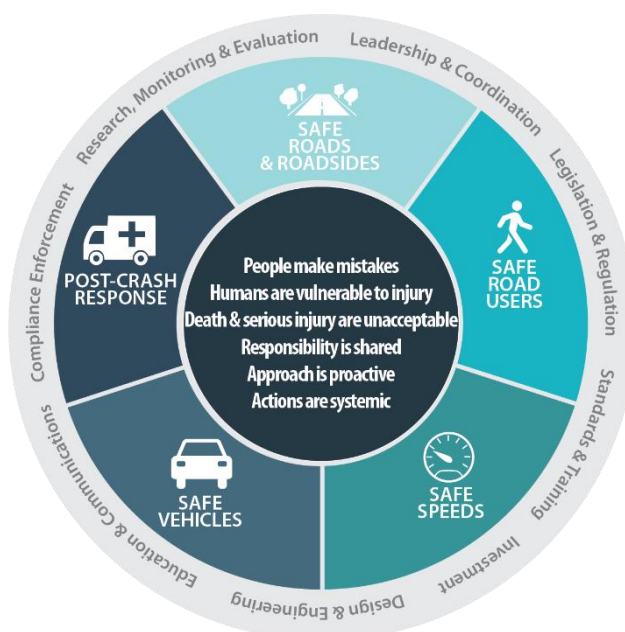 Research, Monitoring & Evaluation
Leadership & Coordination
Legislation & Regulation
Standards & Training
Investment
Design & Engineering
Education & Communications
Compliance Enforcement
SAFE
ROADS
& ROADSIDES
SAFE
ROAD
USERS
SAFE
SPEEDS
SAFE
VEHICLES
POST-CRASH
RESPONSE
People make mistakes
Humans are vulnerable to injury
Death & serious injury are unacceptable
Responsibility is shared
Approach is proactive
Actions are systemic